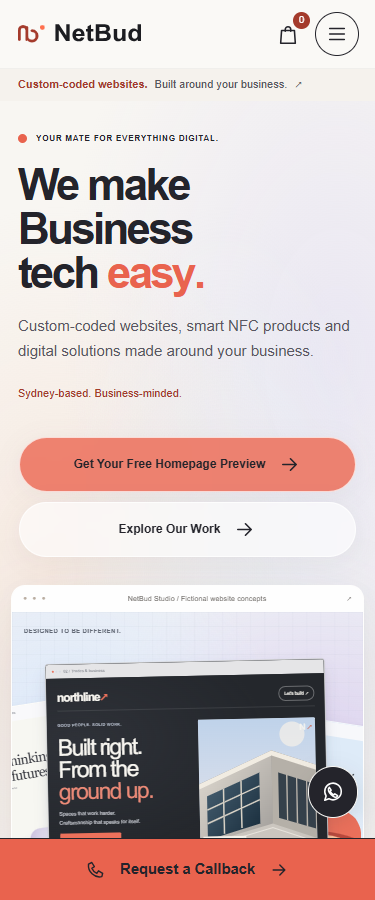 NetBud
0
Custom-coded websites. Built around your business. ↗
YOUR MATE FOR EVERYTHING DIGITAL.
We make
Business
tech easy.
Custom-coded websites, smart NFC products and
digital solutions made around your business.
Sydney-based. Business-minded.
Get Your Free Homepage Preview →
Explore Our Work →
NetBud Studio / Fictional website concepts ↗
DESIGNED TO BE DIFFERENT.
northline↗
Let's build ↗
GOOD PEOPLE. SOLID WORK.
Built right.
From the
ground up.
Spaces that work harder.
Craftsmanship that speaks for itself.
Request a Callback →